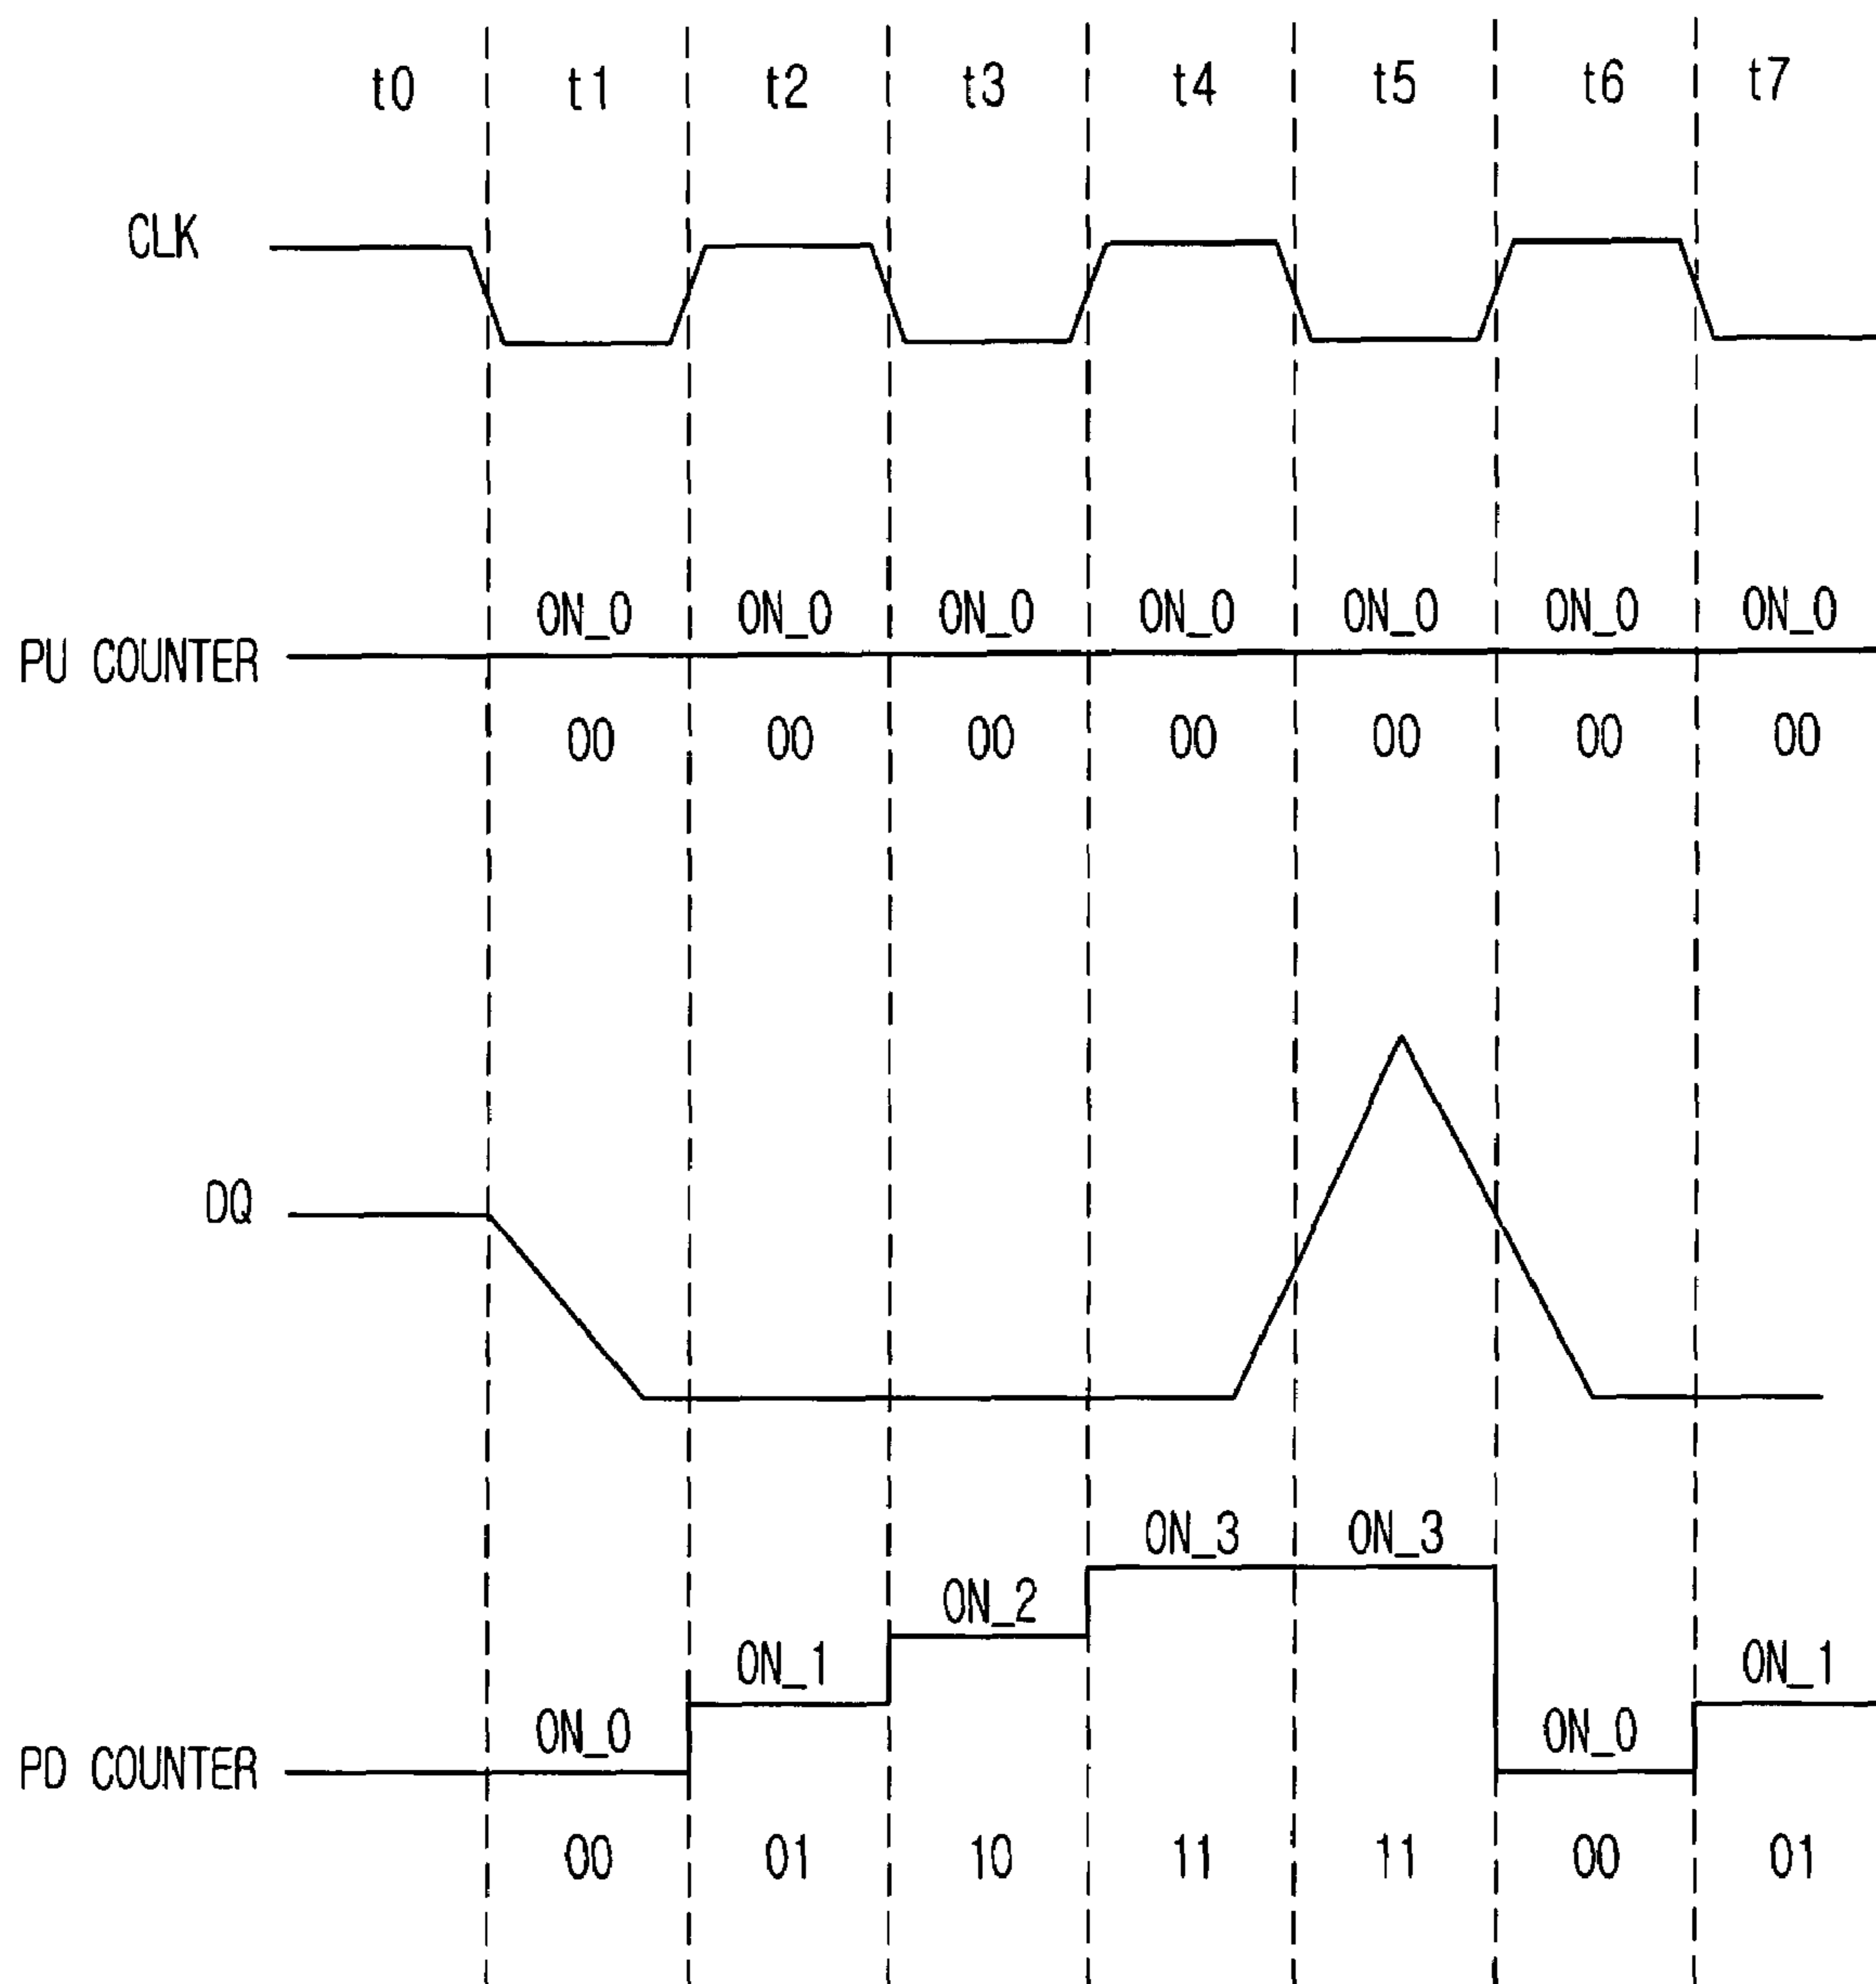 t0 t1 t2 t3 t4 t5 t6 t7
CLK
ON_0 ON_0 ON_0 ON_0 ON_0 ON_0 ON_0
PU COUNTER
00 00 00 00 00 00 00
DQ
ON_3 ON_3
ON_2
ON_1 ON_1
ON_0 ON_0
PD COUNTER
00 01 10 11 11 00 01